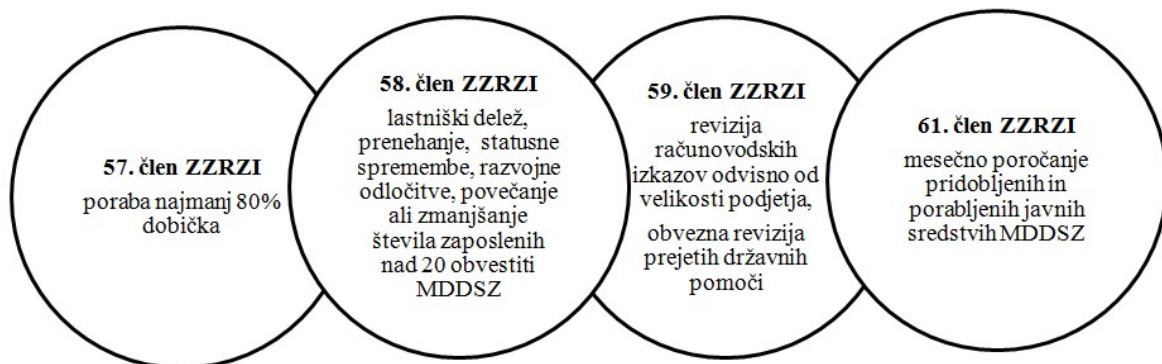 57. člen ZZRZI
poraba najmanj 80%
dobička
58. člen ZZRZI
lastniški delež,
prenehanje, statusne
spremembe, razvojne
odločitve, povečanje
ali zmanjšanje
števila zaposlenih
nad 20 obvestiti
MDDSZ
59. člen ZZRZI
revizija
računovodskih
izkazov odvisno od
velikosti podjetja,
obvezna revizija
prejetih državnih
pomoči
61. člen ZZRZI
mesečno poročanje
pridobljenih in
porabljenih javnih
sredstvih MDDSZ